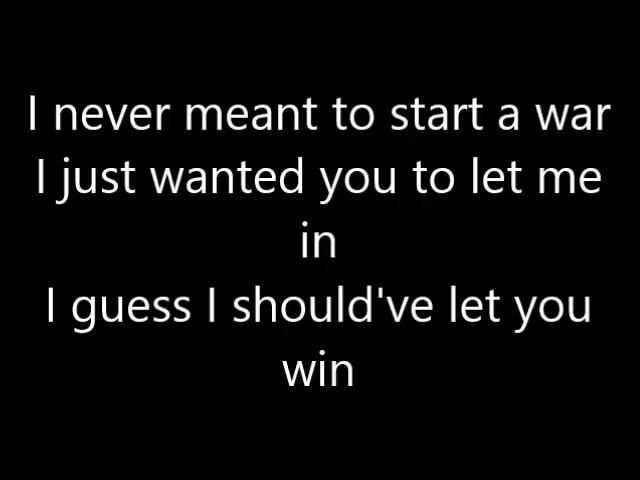 I never meant to start a war
I just wanted you to let me
in
I guess I should've let you
win